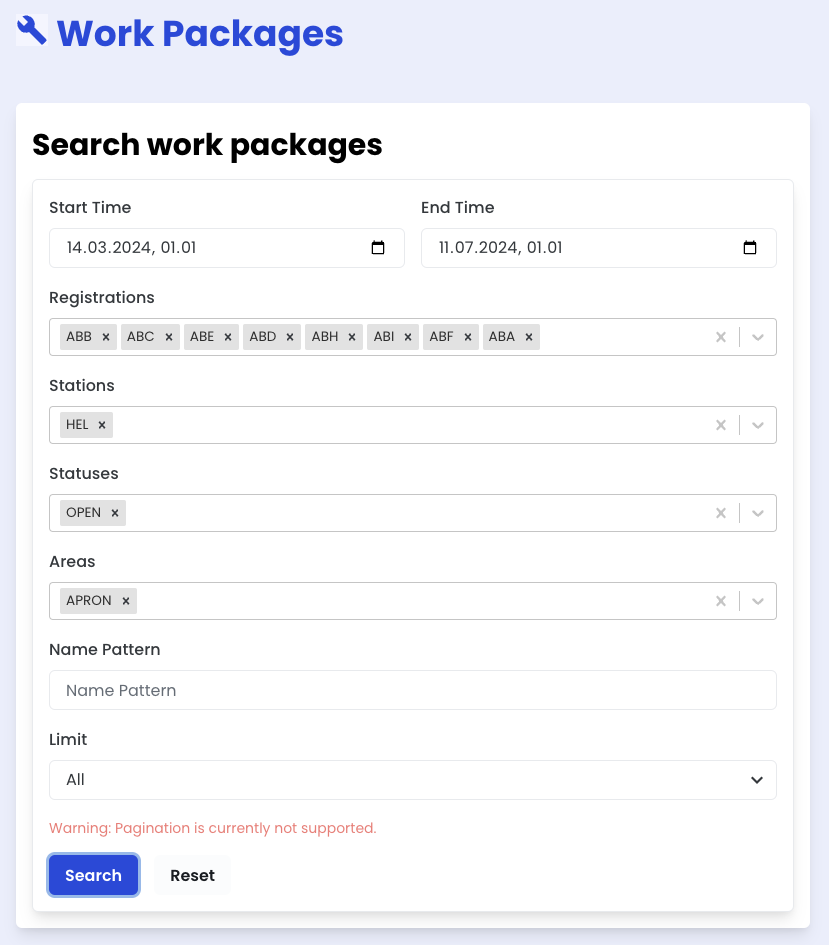 Work Packages
Search work packages
Start Time End Time
14.03.2024, 01.01 11.07.2024, 01.01
Registrations
ABB × ABC × ABE × ABD × ABH × ABI × ABF × ABA ×
Stations
HEL ×
Statuses
OPEN ×
Areas
APRON ×
Name Pattern
Name Pattern
Limit
All
Warning: Pagination is currently not supported.
Search Reset